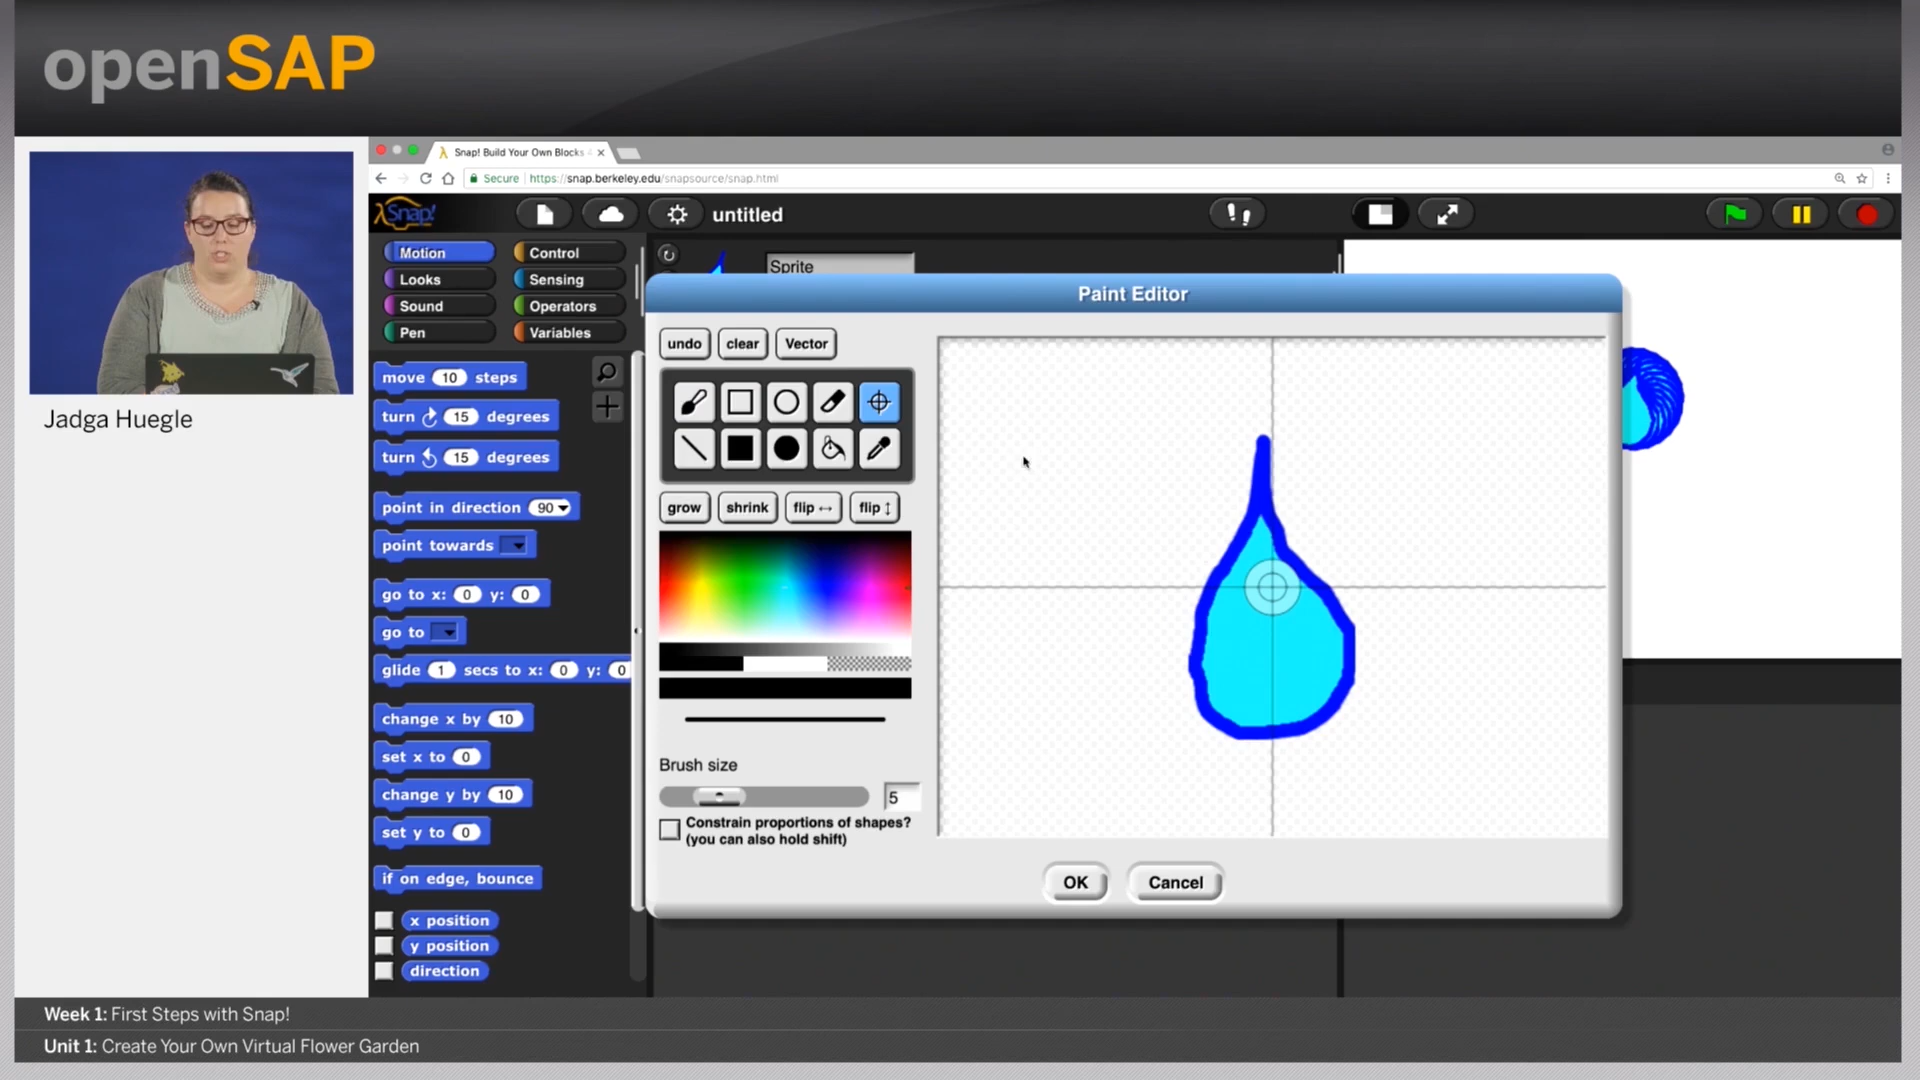 openSAP
Jadga Huegle
Snap! Build Your Own Blocks
Secure https://snap.berkeley.edu/snapsource/snap.html
Snap!
untitled
Motion Control
Looks Sensing
Sound Operators
Pen Variables
Sprite
move 10 steps
turn 15 degrees
turn 15 degrees
point in direction 90
point towards
go to x: 0 y: 0
go to
glide 1 secs to x: 0 y: 0
change x by 10
set x to 0
change y by 10
set y to 0
if on edge, bounce
x position
y position
direction
Paint Editor
undo clear Vector
grow shrink flip ↔ flip ↕
Brush size
5
Constrain proportions of shapes?
(you can also hold shift)
OK Cancel
Week 1: First Steps with Snap!
Unit 1: Create Your Own Virtual Flower Garden